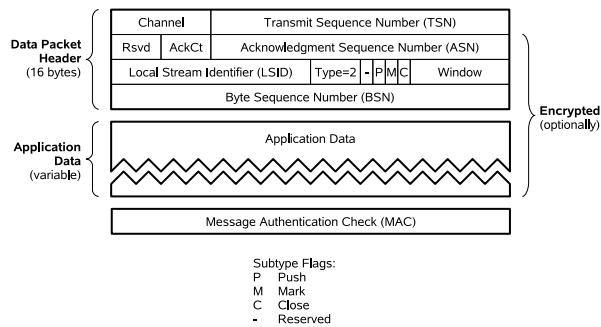 Channel
Transmit Sequence Number (TSN)
Data Packet
Header
(16 bytes)
Rsvd
AckCt
Acknowledgment Sequence Number (ASN)
Local Stream Identifier (LSID)
Type=2
-
P
M
C
Window
Byte Sequence Number (BSN)
Encrypted
(optionally)
Application
Data
(variable)
Application Data
Message Authentication Check (MAC)
Subtype Flags:
P Push
M Mark
C Close
- Reserved